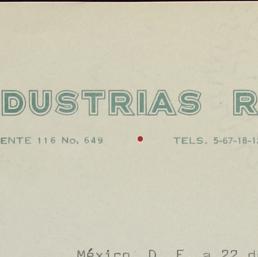 DUSTRIAS R
ENTE 116 No. 649 • TELS. 5-67-18-1
México, D. F. a 22 d